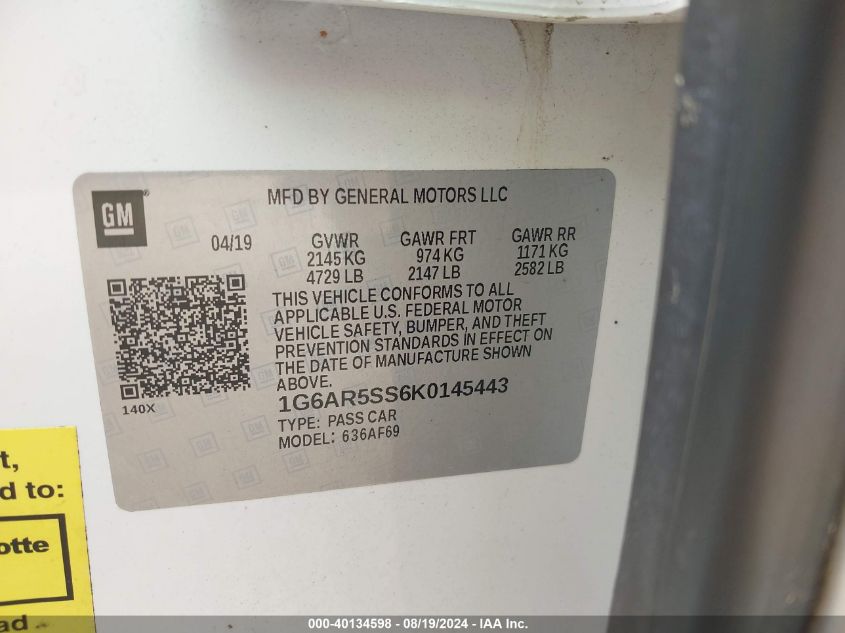 GM
MFD BY GENERAL MOTORS LLC
04/19
GVWR
2145 KG
4729 LB
GAWR FRT
974 KG
2147 LB
GAWR RR
1171 KG
2582 LB
THIS VEHICLE CONFORMS TO ALL
APPLICABLE U.S. FEDERAL MOTOR
VEHICLE SAFETY, BUMPER, AND THEFT
PREVENTION STANDARDS IN EFFECT ON
THE DATE OF MANUFACTURE SHOWN
ABOVE.
140X
1G6AR5SS6K0145443
TYPE: PASS CAR
MODEL: 636AF69
t,
d to:
otte
ad
000-40134598 - 08/19/2024 - IAA Inc.